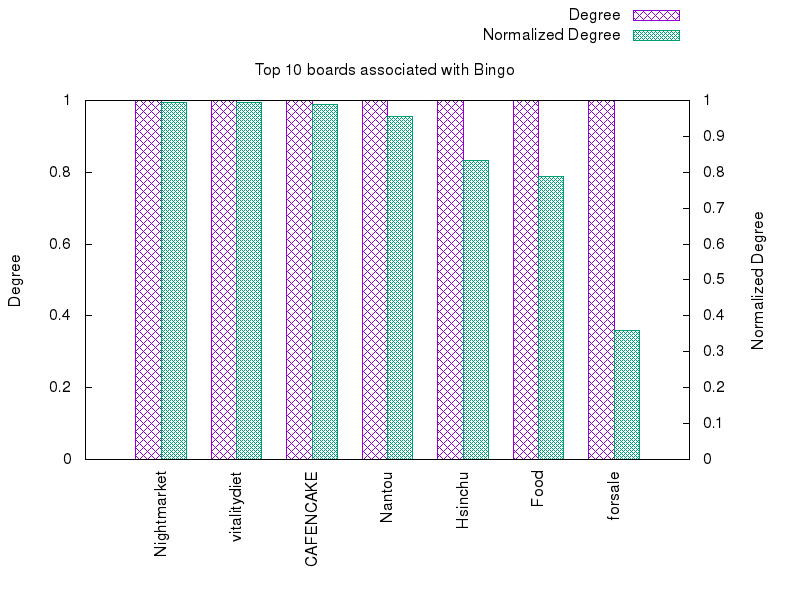 Degree
Normalized Degree
Top 10 boards associated with Bingo
1
0.8
0.6
0.4
0.2
0
Degree
1
0.9
0.8
0.7
0.6
0.5
0.4
0.3
0.2
0.1
0
Normalized Degree
Nightmarket
vitalitydiet
CAFENCAKE
Nantou
Hsinchu
Food
forsale